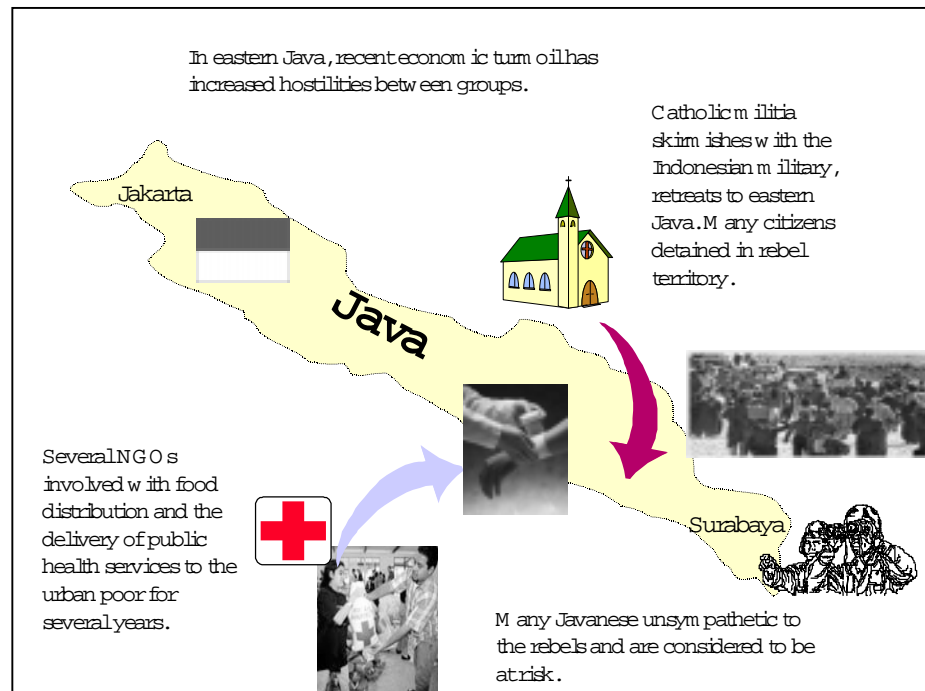 In eastern Java, recent economic turmoil has
increased hostilities between groups.
Catholic militia
skirmishes with the
Indonesian military,
retreats to eastern
Java. Many citizens
detained in rebel
territory.
Jakarta
Java
Several NGOs
involved with food
distribution and the
delivery of public
health services to the
urban poor for
several years.
Surabaya
Many Javanese unsympathetic to
the rebels and are considered to be
at risk.